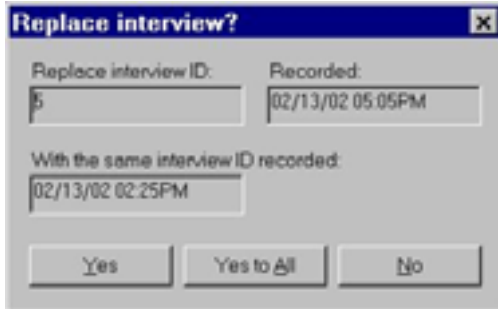 Replace interview?
Replace interview ID: Recorded:
5 02/13/02 05:05PM
With the same interview ID recorded:
02/13/02 02:25PM
Yes Yes to All No